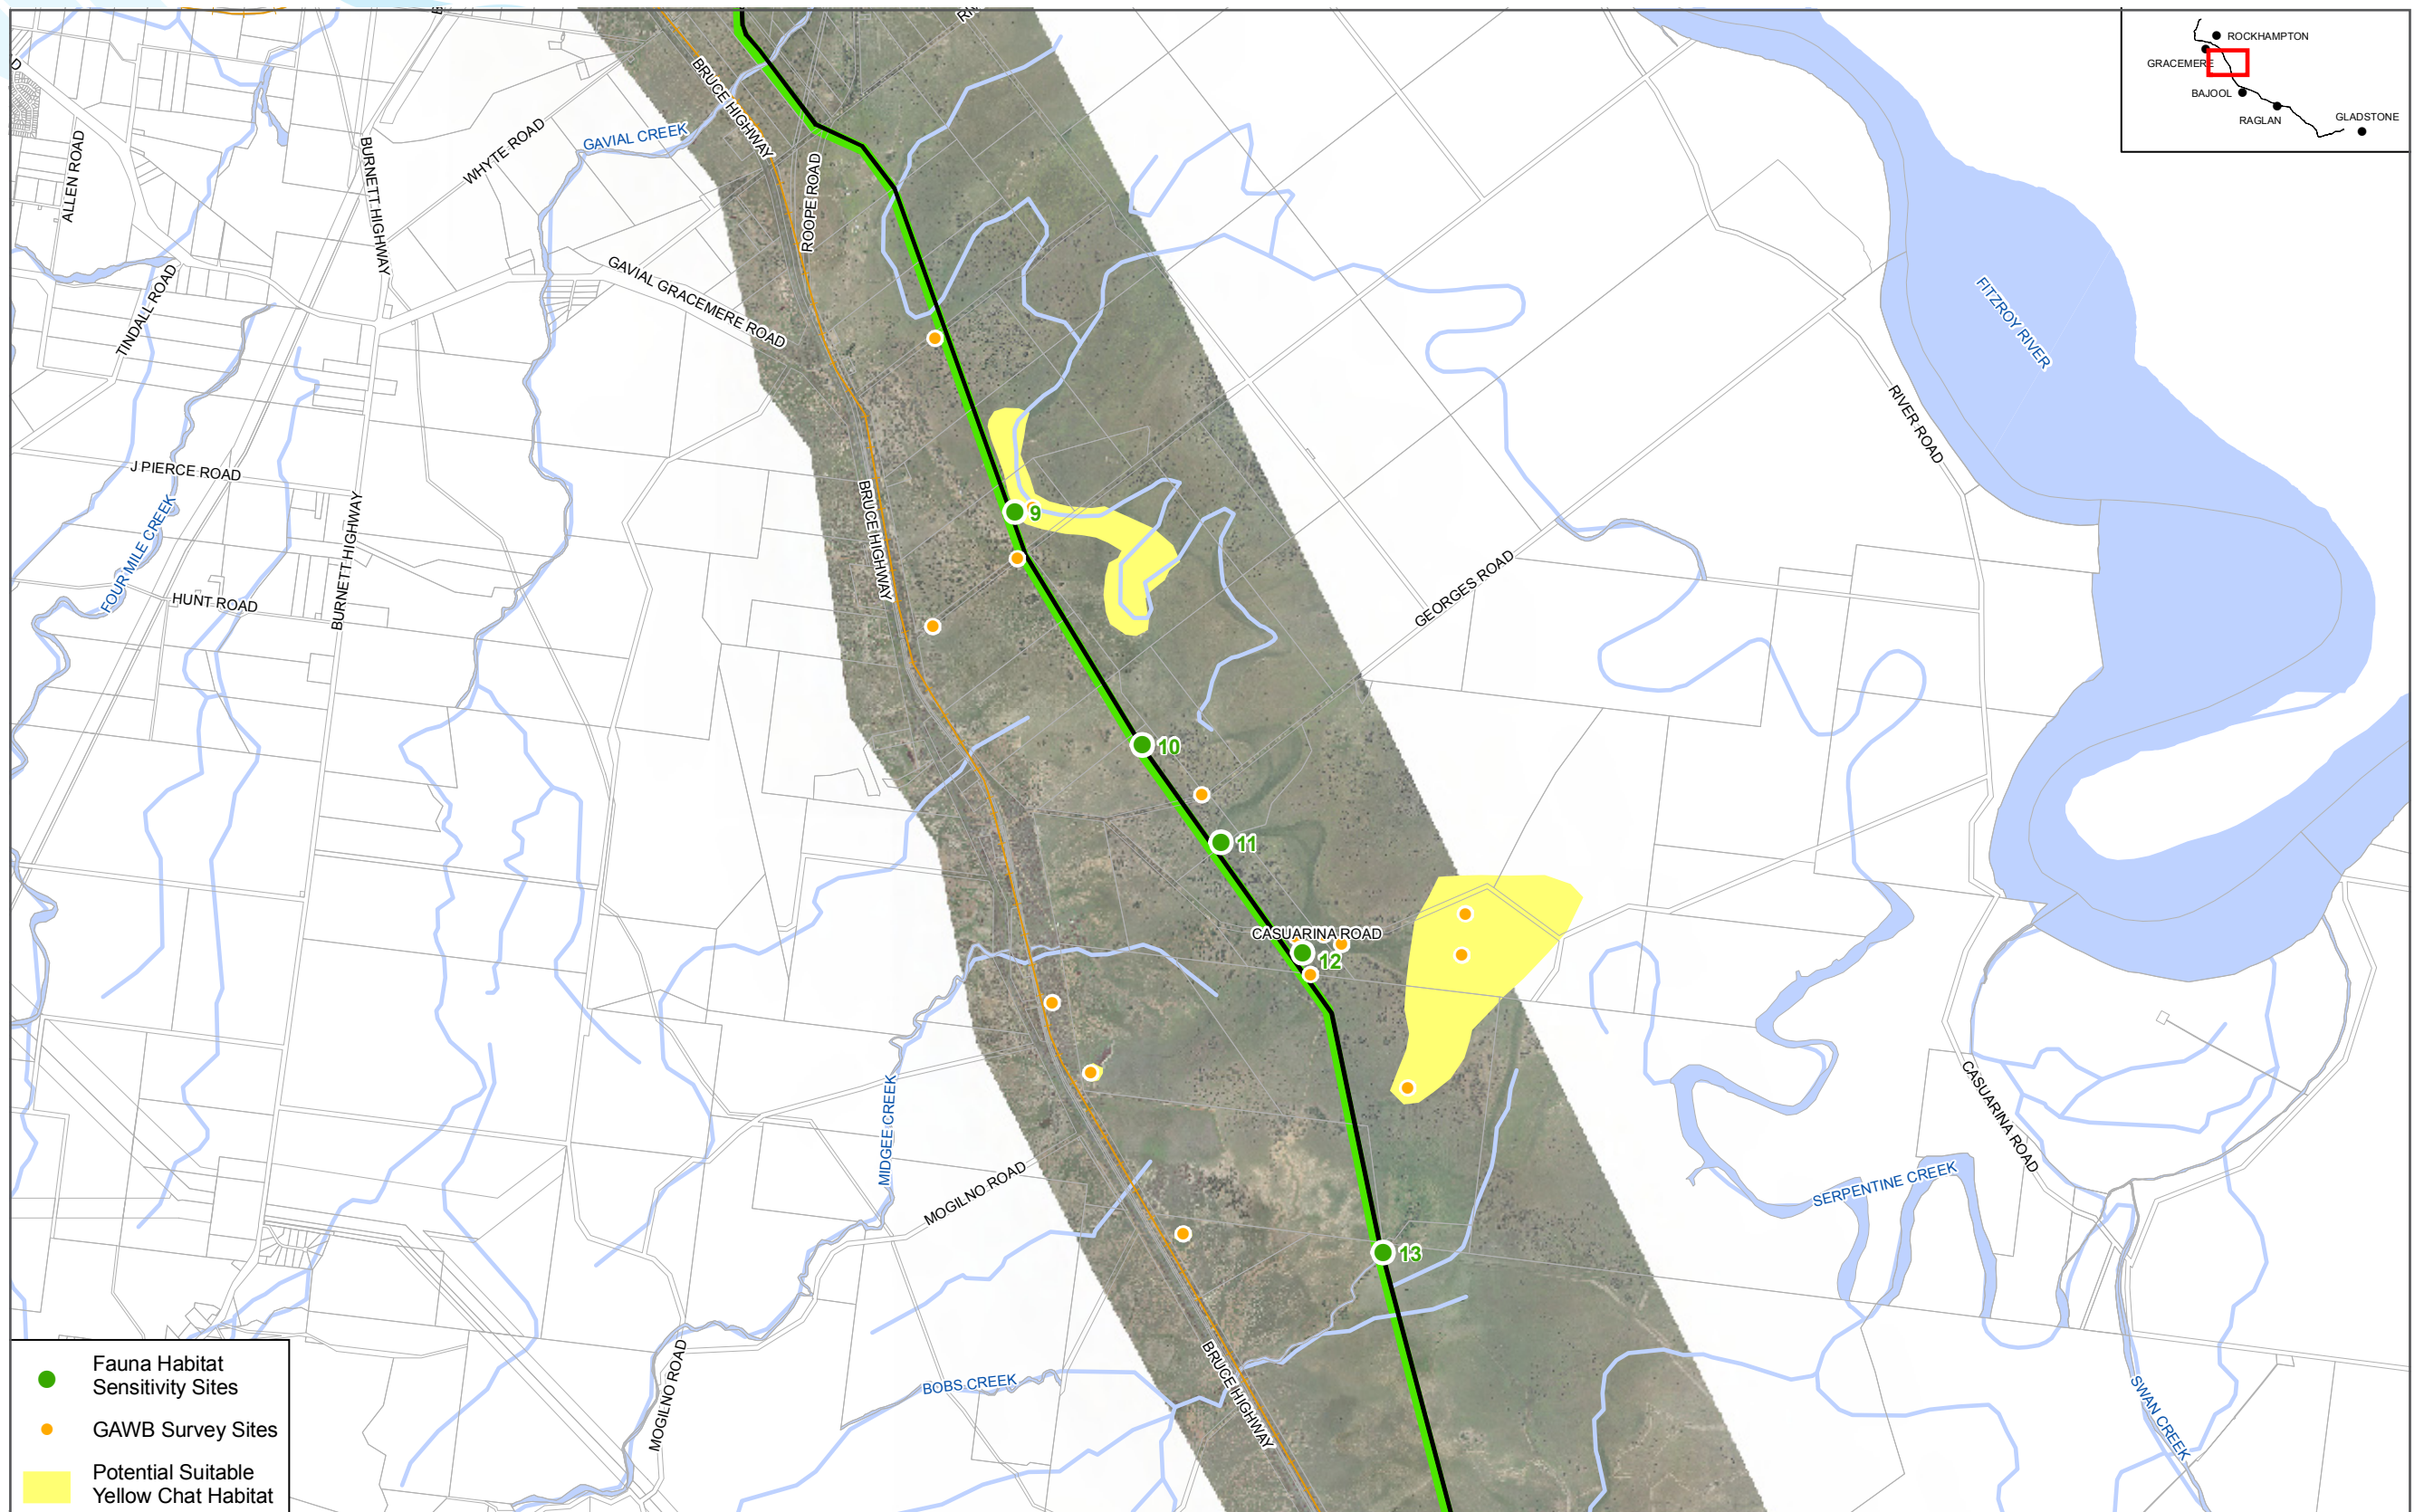 ROCKHAMPTON
GRACEMERE
BAJOOL
RAGLAN
GLADSTONE
ALLEN ROAD
BURNETT HIGHWAY
WHYTE ROAD
GAVIAL CREEK
BRUCE HIGHWAY
ROOPE ROAD
TINDALL ROAD
GAVIAL GRACEMERE ROAD
FITZROY RIVER
RIVER ROAD
J PIERCE ROAD
FOUR MILE CREEK
BURNETT HIGHWAY
BRUCE HIGHWAY
9
HUNT ROAD
GEORGES ROAD
10
11
CASUARINA ROAD
12
MIDGEE CREEK
MOGILNO ROAD
CASUARINA ROAD
SERPENTINE CREEK
13
MOGILNO ROAD
BOBS CREEK
BRUCE HIGHWAY
SWAN CREEK
Fauna Habitat
Sensitivity Sites
GAWB Survey Sites
Potential Suitable
Yellow Chat Habitat